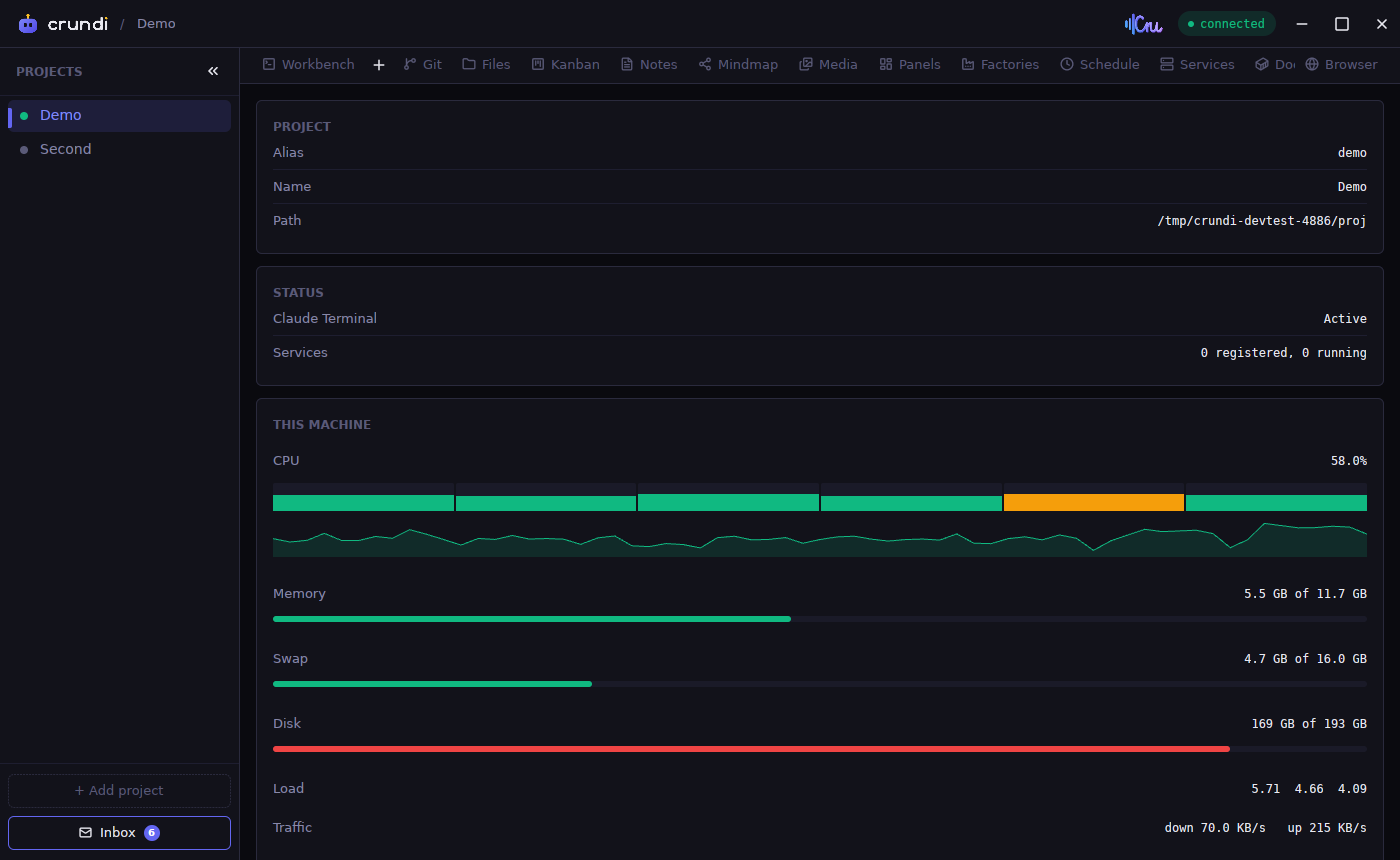 crundi / Demo
Cru
connected
PROJECTS
Demo
Second
+ Add project
Inbox 6
Workbench + Git Files Kanban Notes Mindmap Media Panels Factories Schedule Services Browser
PROJECT
Alias demo
Name Demo
Path /tmp/crundi-devtest-4886/proj
STATUS
Claude Terminal Active
Services 0 registered, 0 running
THIS MACHINE
CPU 58.0%
Memory 5.5 GB of 11.7 GB
Swap 4.7 GB of 16.0 GB
Disk 169 GB of 193 GB
Load 5.71 4.66 4.09
Traffic down 70.0 KB/s up 215 KB/s